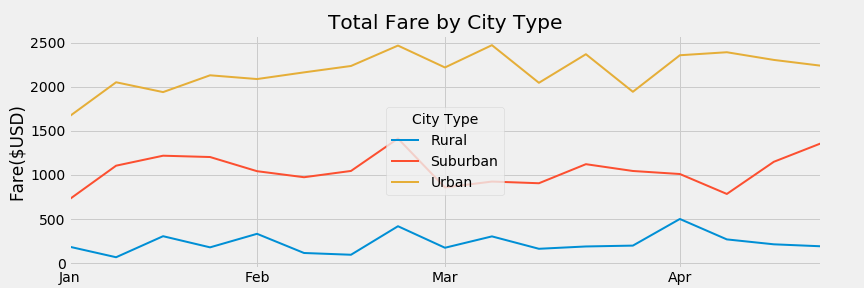 Total Fare by City Type
Fare($USD)
2500
2000
1500
1000
500
0
City Type
Rural
Suburban
Urban
Jan Feb Mar Apr